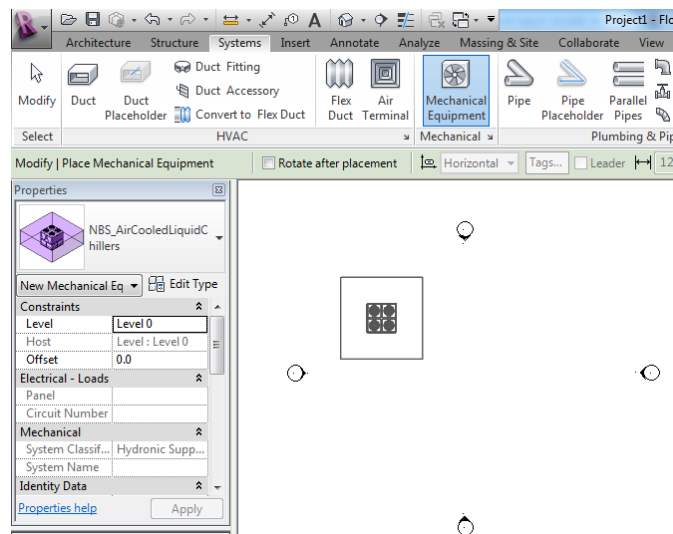 Project1 - Flo
Architecture Structure Systems Insert Annotate Analyze Massing & Site Collaborate View
Modify Duct Duct Placeholder Duct Fitting Duct Accessory Convert to Flex Duct Flex Duct Air Terminal Mechanical Equipment Pipe Pipe Placeholder Parallel Pipes
Select HVAC Mechanical Plumbing & Pip
Modify | Place Mechanical Equipment Rotate after placement Horizontal Tags... Leader 12
Properties
NBS_AirCooledLiquidC
hillers
New Mechanical Eq Edit Type
Constraints
Level Level 0
Host Level : Level 0
Offset 0.0
Electrical - Loads
Panel
Circuit Number
Mechanical
System Classif... Hydronic Supp...
System Name
Identity Data
Properties help Apply